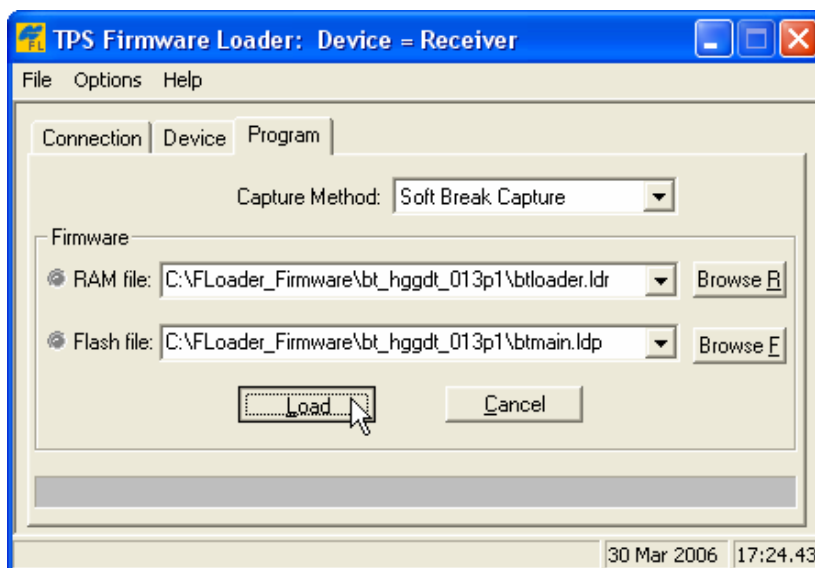 TPS Firmware Loader: Device = Receiver
File Options Help
Connection Device Program
Capture Method: Soft Break Capture
Firmware
RAM file: C:\FLoader_Firmware\bt_hggdt_013p1\btloader.ldr Browse R
Flash file: C:\FLoader_Firmware\bt_hggdt_013p1\btmain.ldp Browse F
Load Cancel
30 Mar 2006 17:24.43